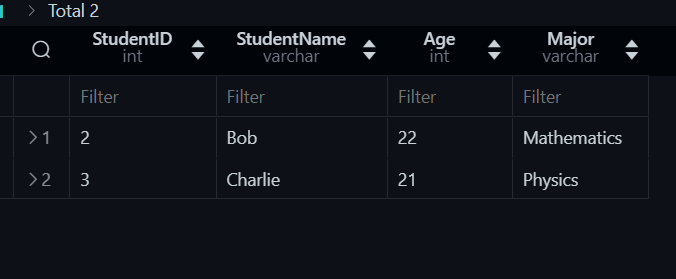 Total 2
StudentID StudentName Age Major
int varchar int varchar
Filter Filter Filter Filter
1 2 Bob 22 Mathematics
2 3 Charlie 21 Physics